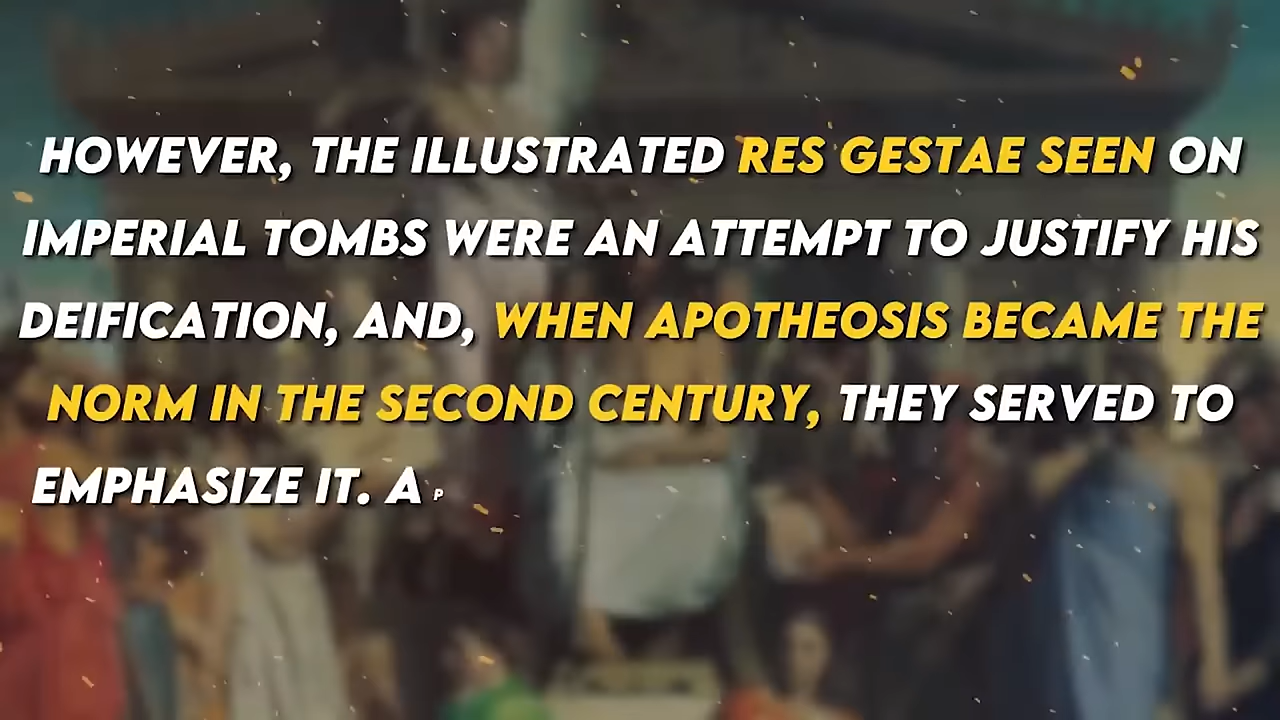 HOWEVER, THE ILLUSTRATED RES GESTAE SEEN ON
IMPERIAL TOMBS WERE AN ATTEMPT TO JUSTIFY HIS
DEIFICATION, AND, WHEN APOTHEOSIS BECAME THE
NORM IN THE SECOND CENTURY, THEY SERVED TO
EMPHASIZE IT. AP